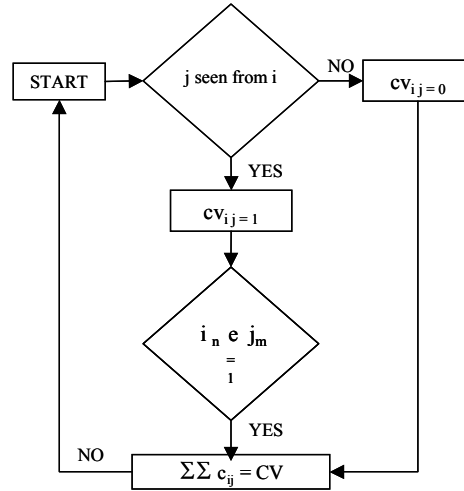 START
j seen from i
NO
cv i j = 0
YES
cv i j = 1
i n e j m
=
1
YES
NO
ΣΣ c ij = CV